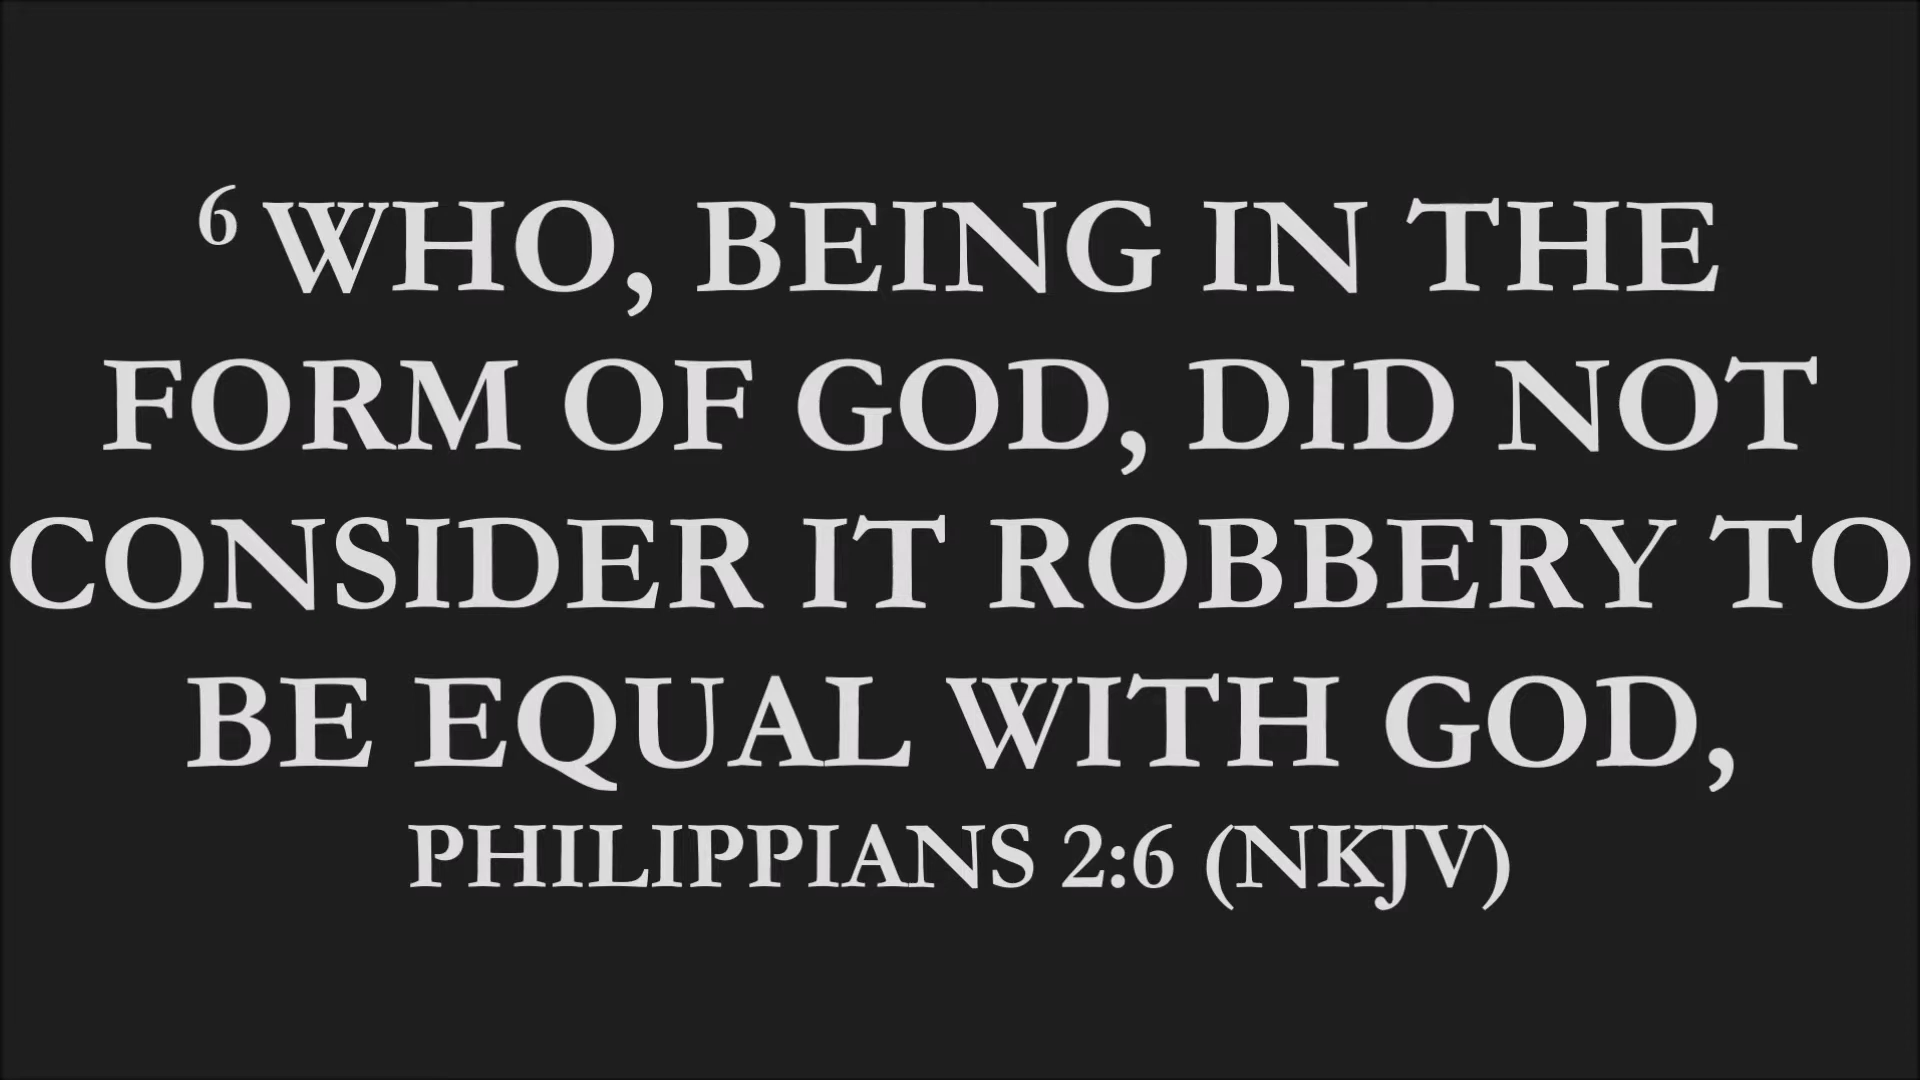 ⁶ WHO, BEING IN THE
FORM OF GOD, DID NOT
CONSIDER IT ROBBERY TO
BE EQUAL WITH GOD,
PHILIPPIANS 2:6 (NKJV)